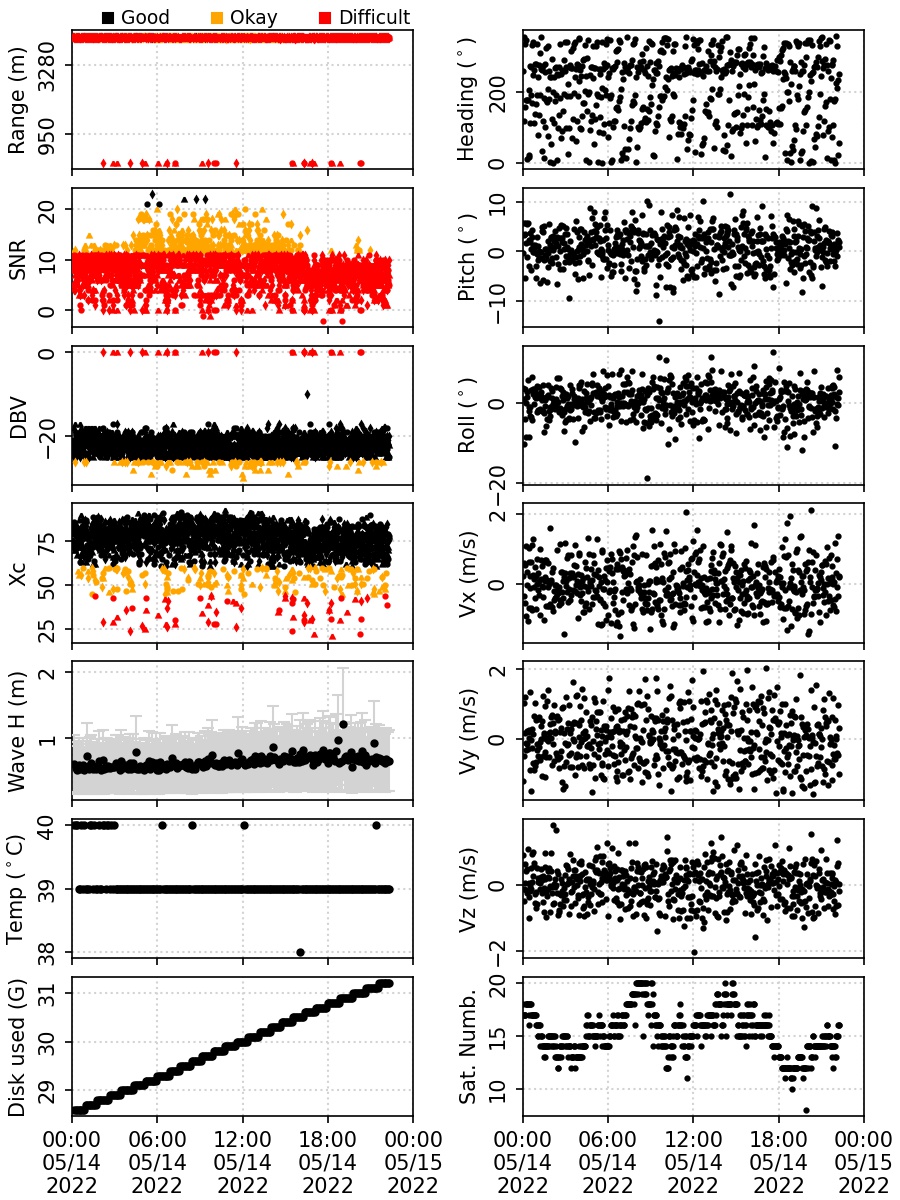 Good Okay Difficult
Range (m)
3280
950
Heading (°)
200
0
SNR
20
10
0
Pitch (°)
10
0
−10
DBV
0
−20
Roll (°)
0
−20
Xc
75
50
25
Vx (m/s)
2
0
Wave H (m)
2
1
Vy (m/s)
2
0
Temp (°C)
40
39
38
Vz (m/s)
0
−2
Disk used (G)
31
30
29
Sat. Numb.
20
15
10
00:00 06:00 12:00 18:00 00:00
05/14 05/14 05/14 05/14 05/15
2022 2022 2022 2022 2022
00:00 06:00 12:00 18:00 00:00
05/14 05/14 05/14 05/14 05/15
2022 2022 2022 2022 2022